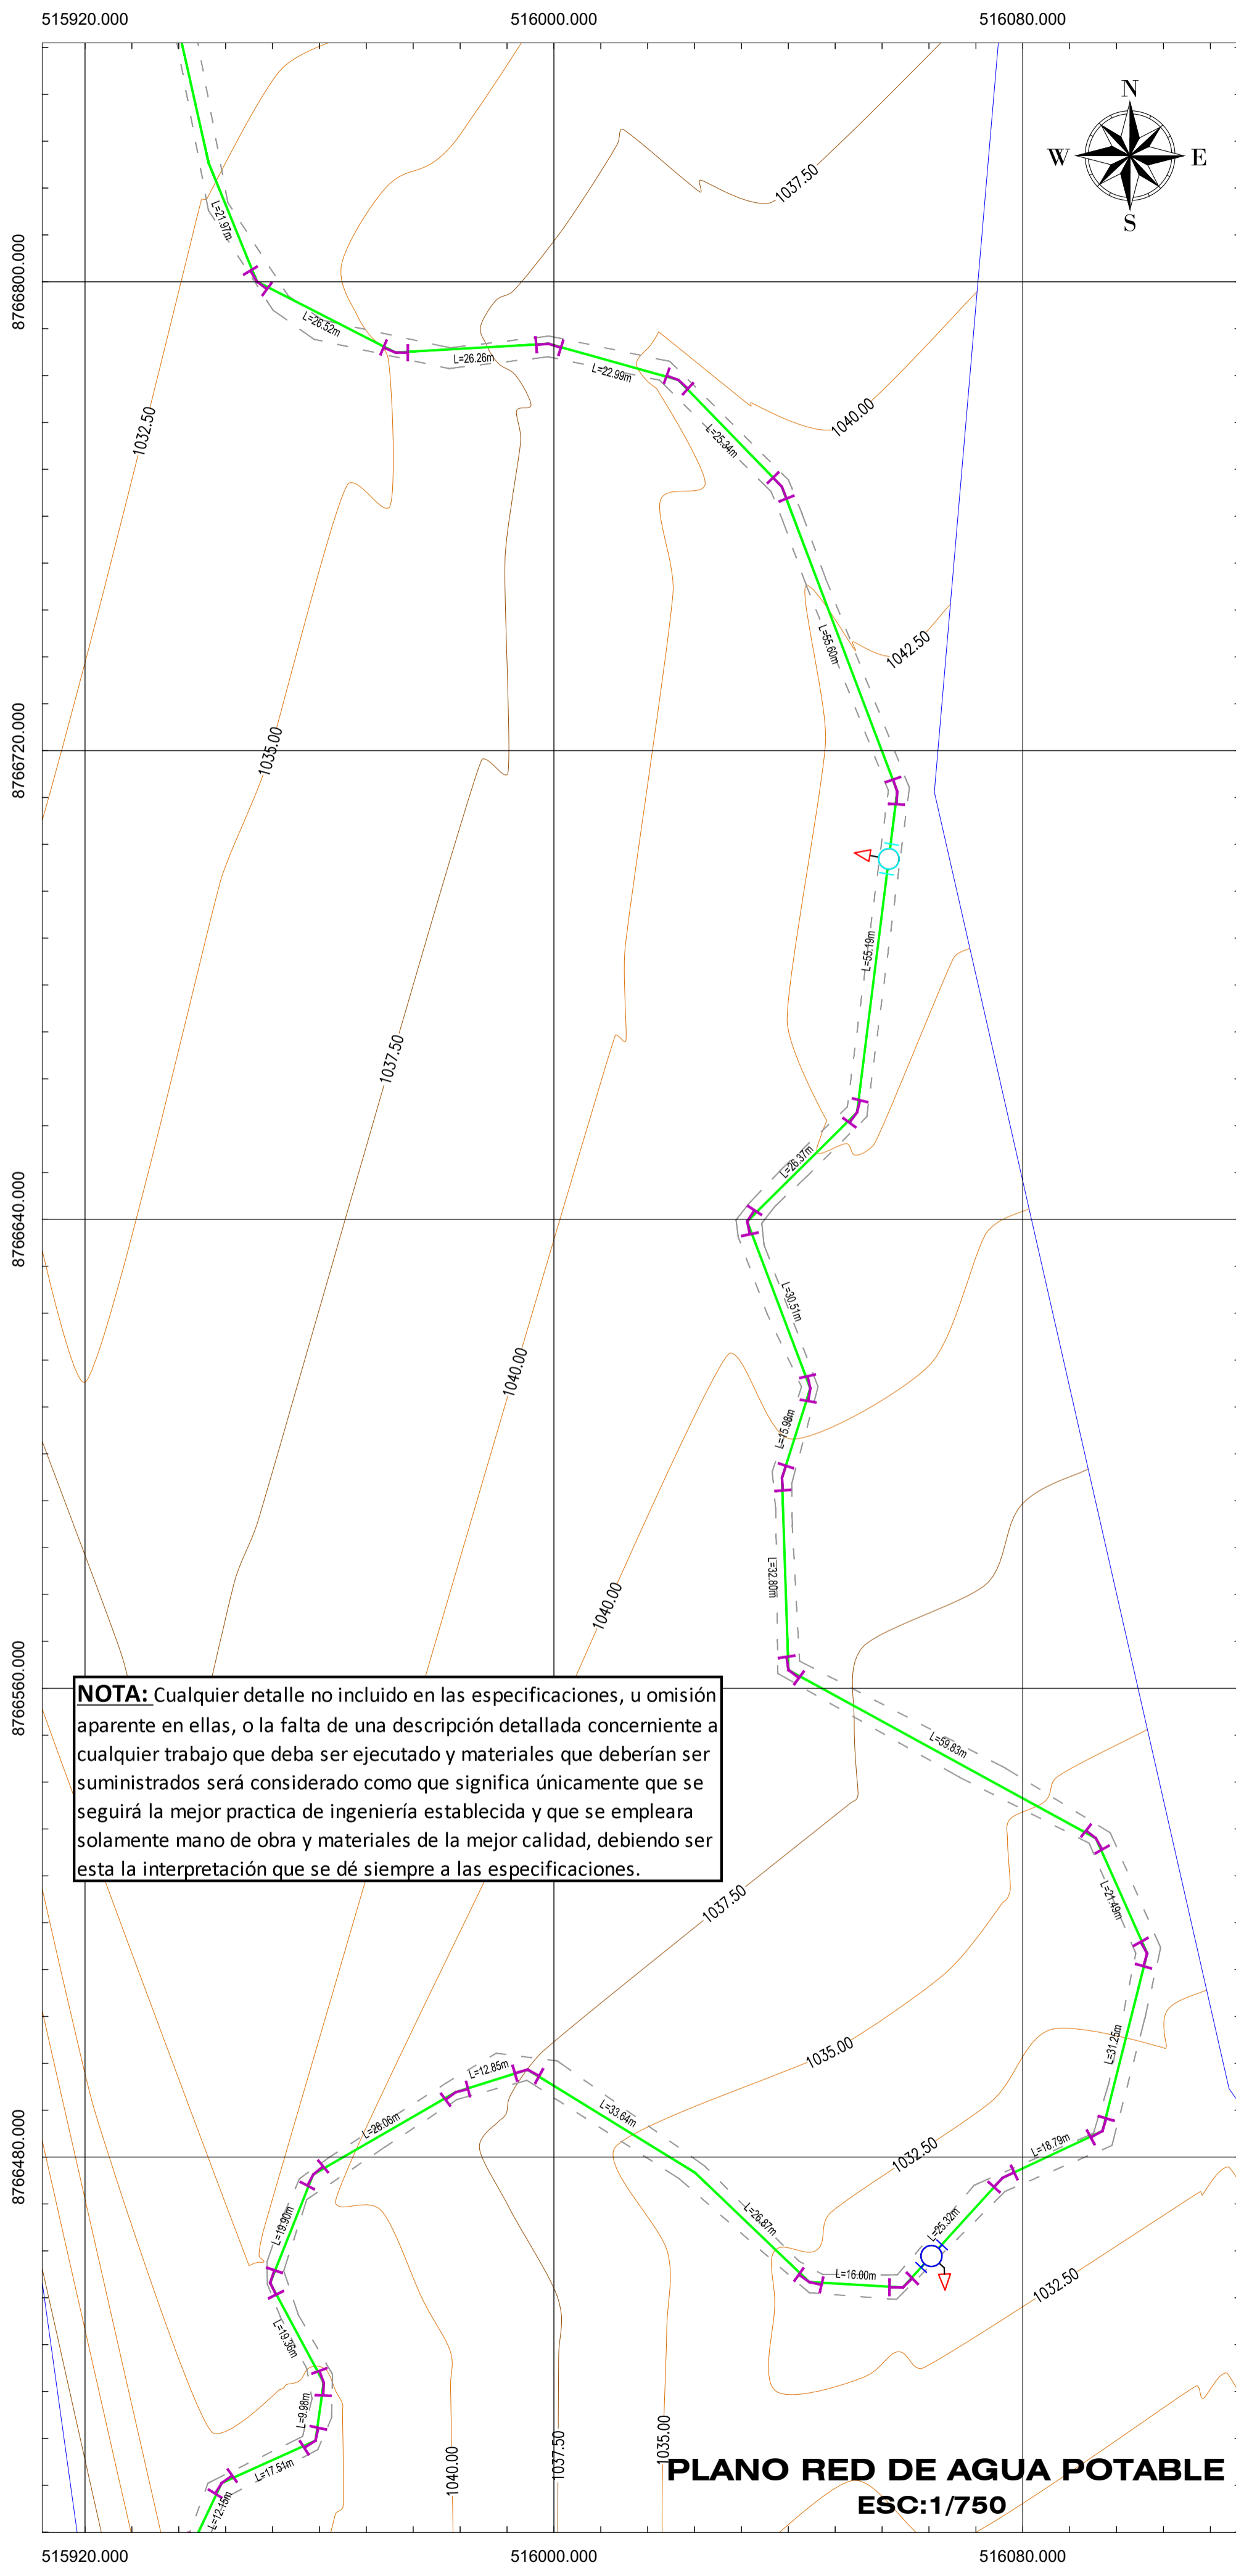 515920.000
516000.000
516080.000
N
W
E
S
1037.50
L=21.97m
8766800.000
L=26.52m
L=26.26m
L=22.99m
1032.50
1040.00
L=25.34m
L=55.60m
1042.50
8766720.000
1035.00
L=55.19m
1037.50
L=26.37m
8766640.000
L=30.51m
1040.00
L=15.98m
L=32.80m
1040.00
8766560.000
NOTA: Cualquier detalle no incluido en las especificaciones, u omisión
aparente en ellas, o la falta de una descripción detallada concerniente a
cualquier trabajo que deba ser ejecutado y materiales que deberían ser
suministrados será considerado como que significa únicamente que se
seguirá la mejor practica de ingeniería establecida y que se empleara
solamente mano de obra y materiales de la mejor calidad, debiendo ser
esta la interpretación que se dé siempre a las especificaciones.
L=59.83m
L=21.49m
1037.50
L=31.25m
1035.00
L=12.85m
L=28.06m
L=33.64m
L=18.79m
1032.50
8766480.000
L=19.90m
L=26.87m
L=25.32m
L=16.00m
1032.50
L=19.36m
L=9.98m
L=17.51m
L=12.15m
1040.00
1037.50
1035.00
PLANO RED DE AGUA POTABLE
ESC:1/750
515920.000
516000.000
516080.000